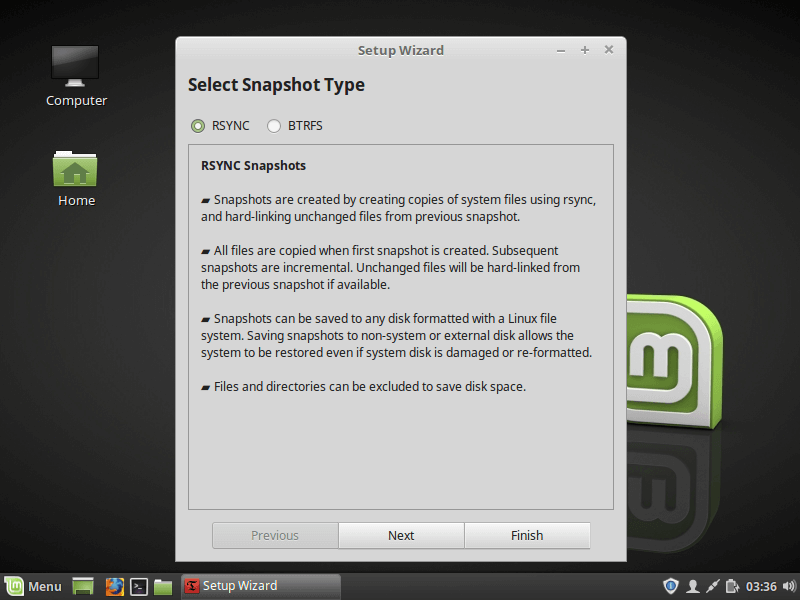 Setup Wizard
Select Snapshot Type
RSYNC BTRFS
RSYNC Snapshots
▰ Snapshots are created by creating copies of system files using rsync,
and hard-linking unchanged files from previous snapshot.
▰ All files are copied when first snapshot is created. Subsequent
snapshots are incremental. Unchanged files will be hard-linked from
the previous snapshot if available.
▰ Snapshots can be saved to any disk formatted with a Linux file
system. Saving snapshots to non-system or external disk allows the
system to be restored even if system disk is damaged or re-formatted.
▰ Files and directories can be excluded to save disk space.
Previous Next Finish
Computer
Home
Menu Setup Wizard 03:36